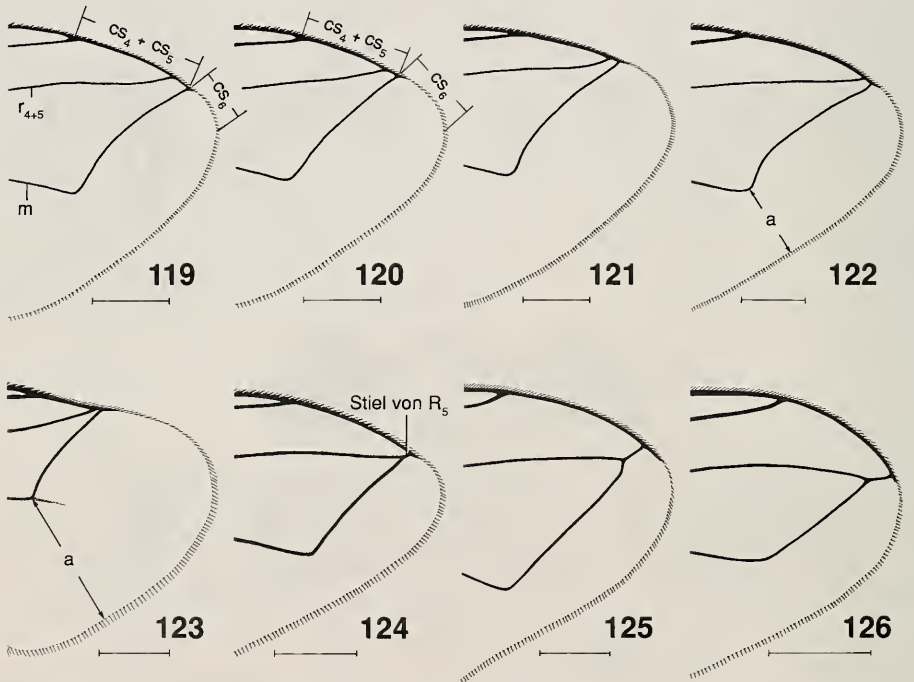 cs₄ + cs₅
cs₆
r₄₊₅
m
119
cs₄ + cs₅
cs₆
120
121
a
122
a
123
Stiel von R₅
124
125
126